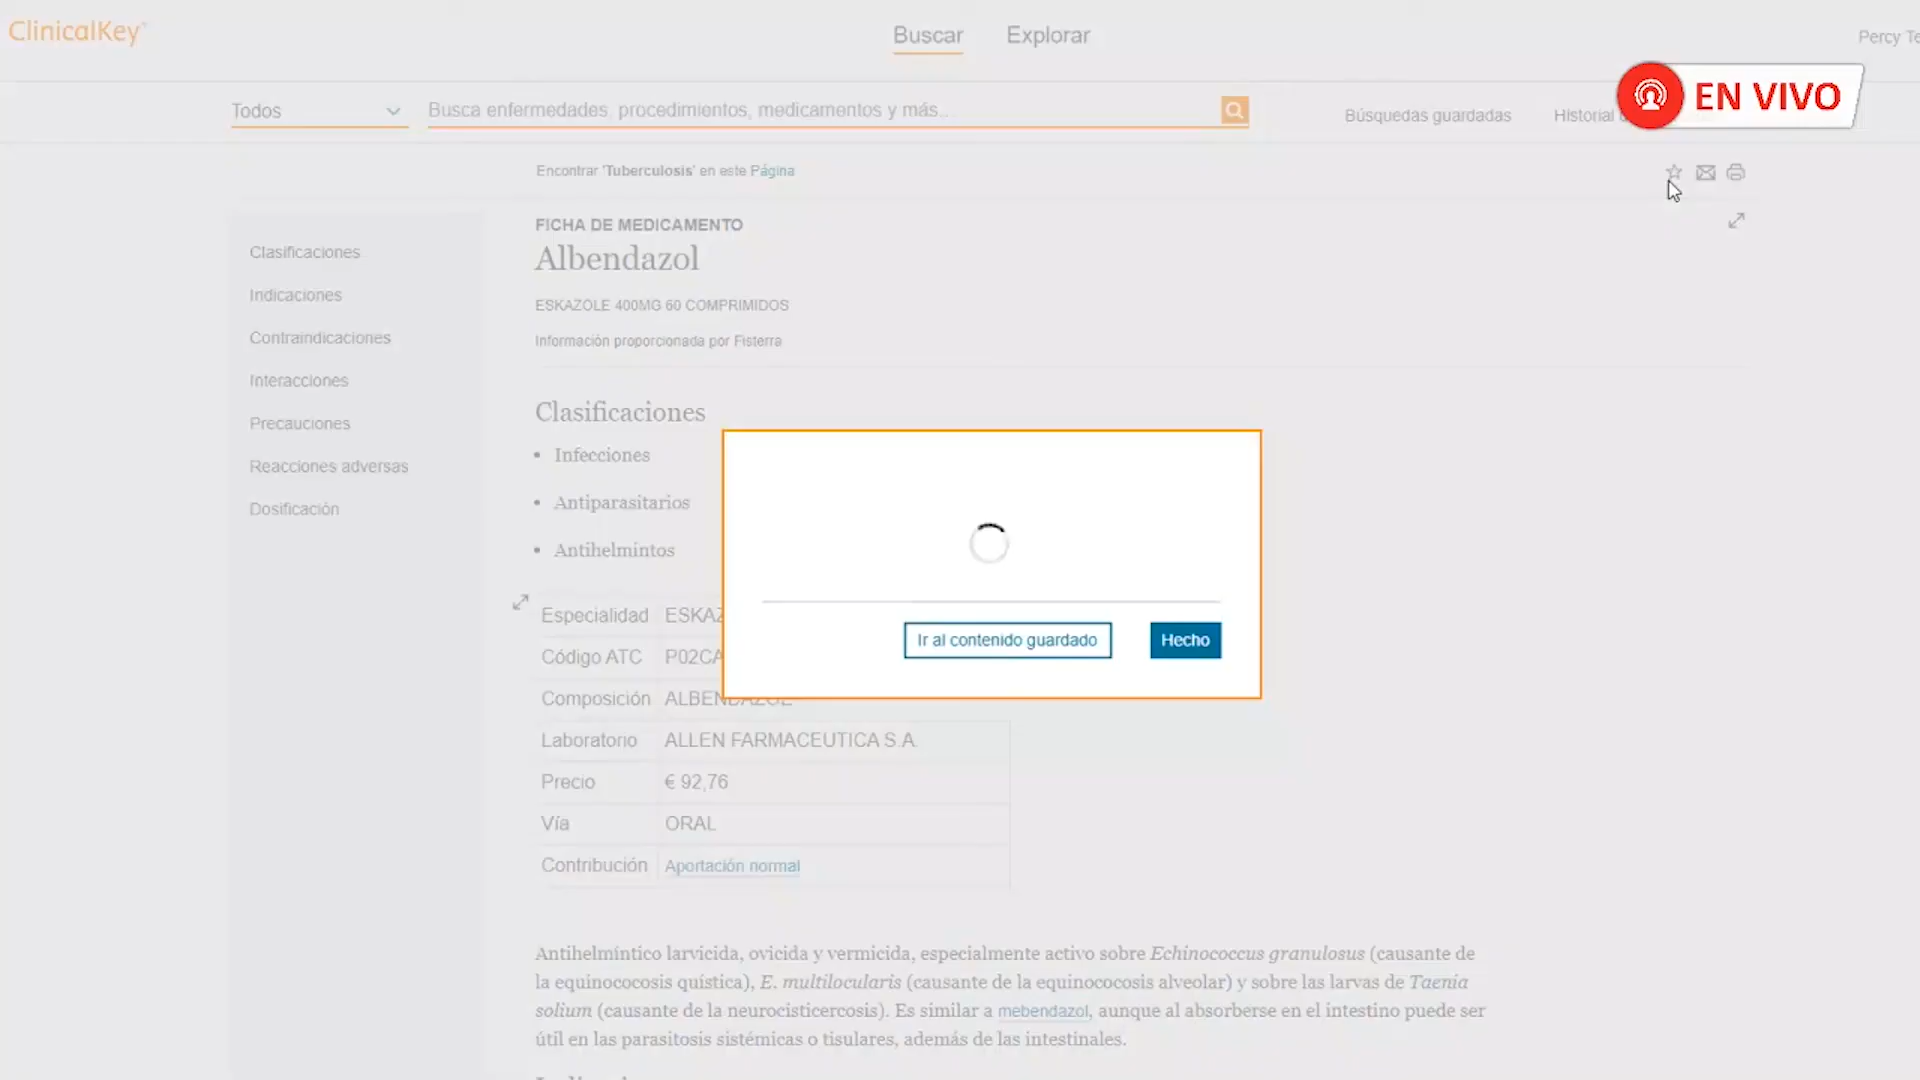 ClinicalKey
Buscar
Explorar
Percy Te
EN VIVO
Todos
Busca enfermedades, procedimientos, medicamentos y más...
Búsquedas guardadas
Historial
Encontrar 'Tuberculosis' en este Página
Clasificaciones
Indicaciones
Contraindicaciones
Interacciones
Precauciones
Reacciones adversas
Dosificación
FICHA DE MEDICAMENTO
Albendazol
ESKAZOLE 400MG 60 COMPRIMIDOS
Información proporcionada por Fisterra
Clasificaciones
• Infecciones
• Antiparasitarios
• Antihelmintos
Ir al contenido guardado
Hecho
Especialidad ESKAZ
Código ATC P02CA
Composición ALBENDAZOL
Laboratorio ALLEN FARMACEUTICA S.A.
Precio € 92,76
Vía ORAL
Contribución Aportación normal
Antihelmíntico larvicida, ovicida y vermicida, especialmente activo sobre Echinococcus granulosus (causante de
la equinococosis quística), E. multilocularis (causante de la equinococosis alveolar) y sobre las larvas de Taenia
solium (causante de la neurocisticercosis). Es similar a mebendazol, aunque al absorberse en el intestino puede ser
útil en las parasitosis sistémicas o tisulares, además de las intestinales.